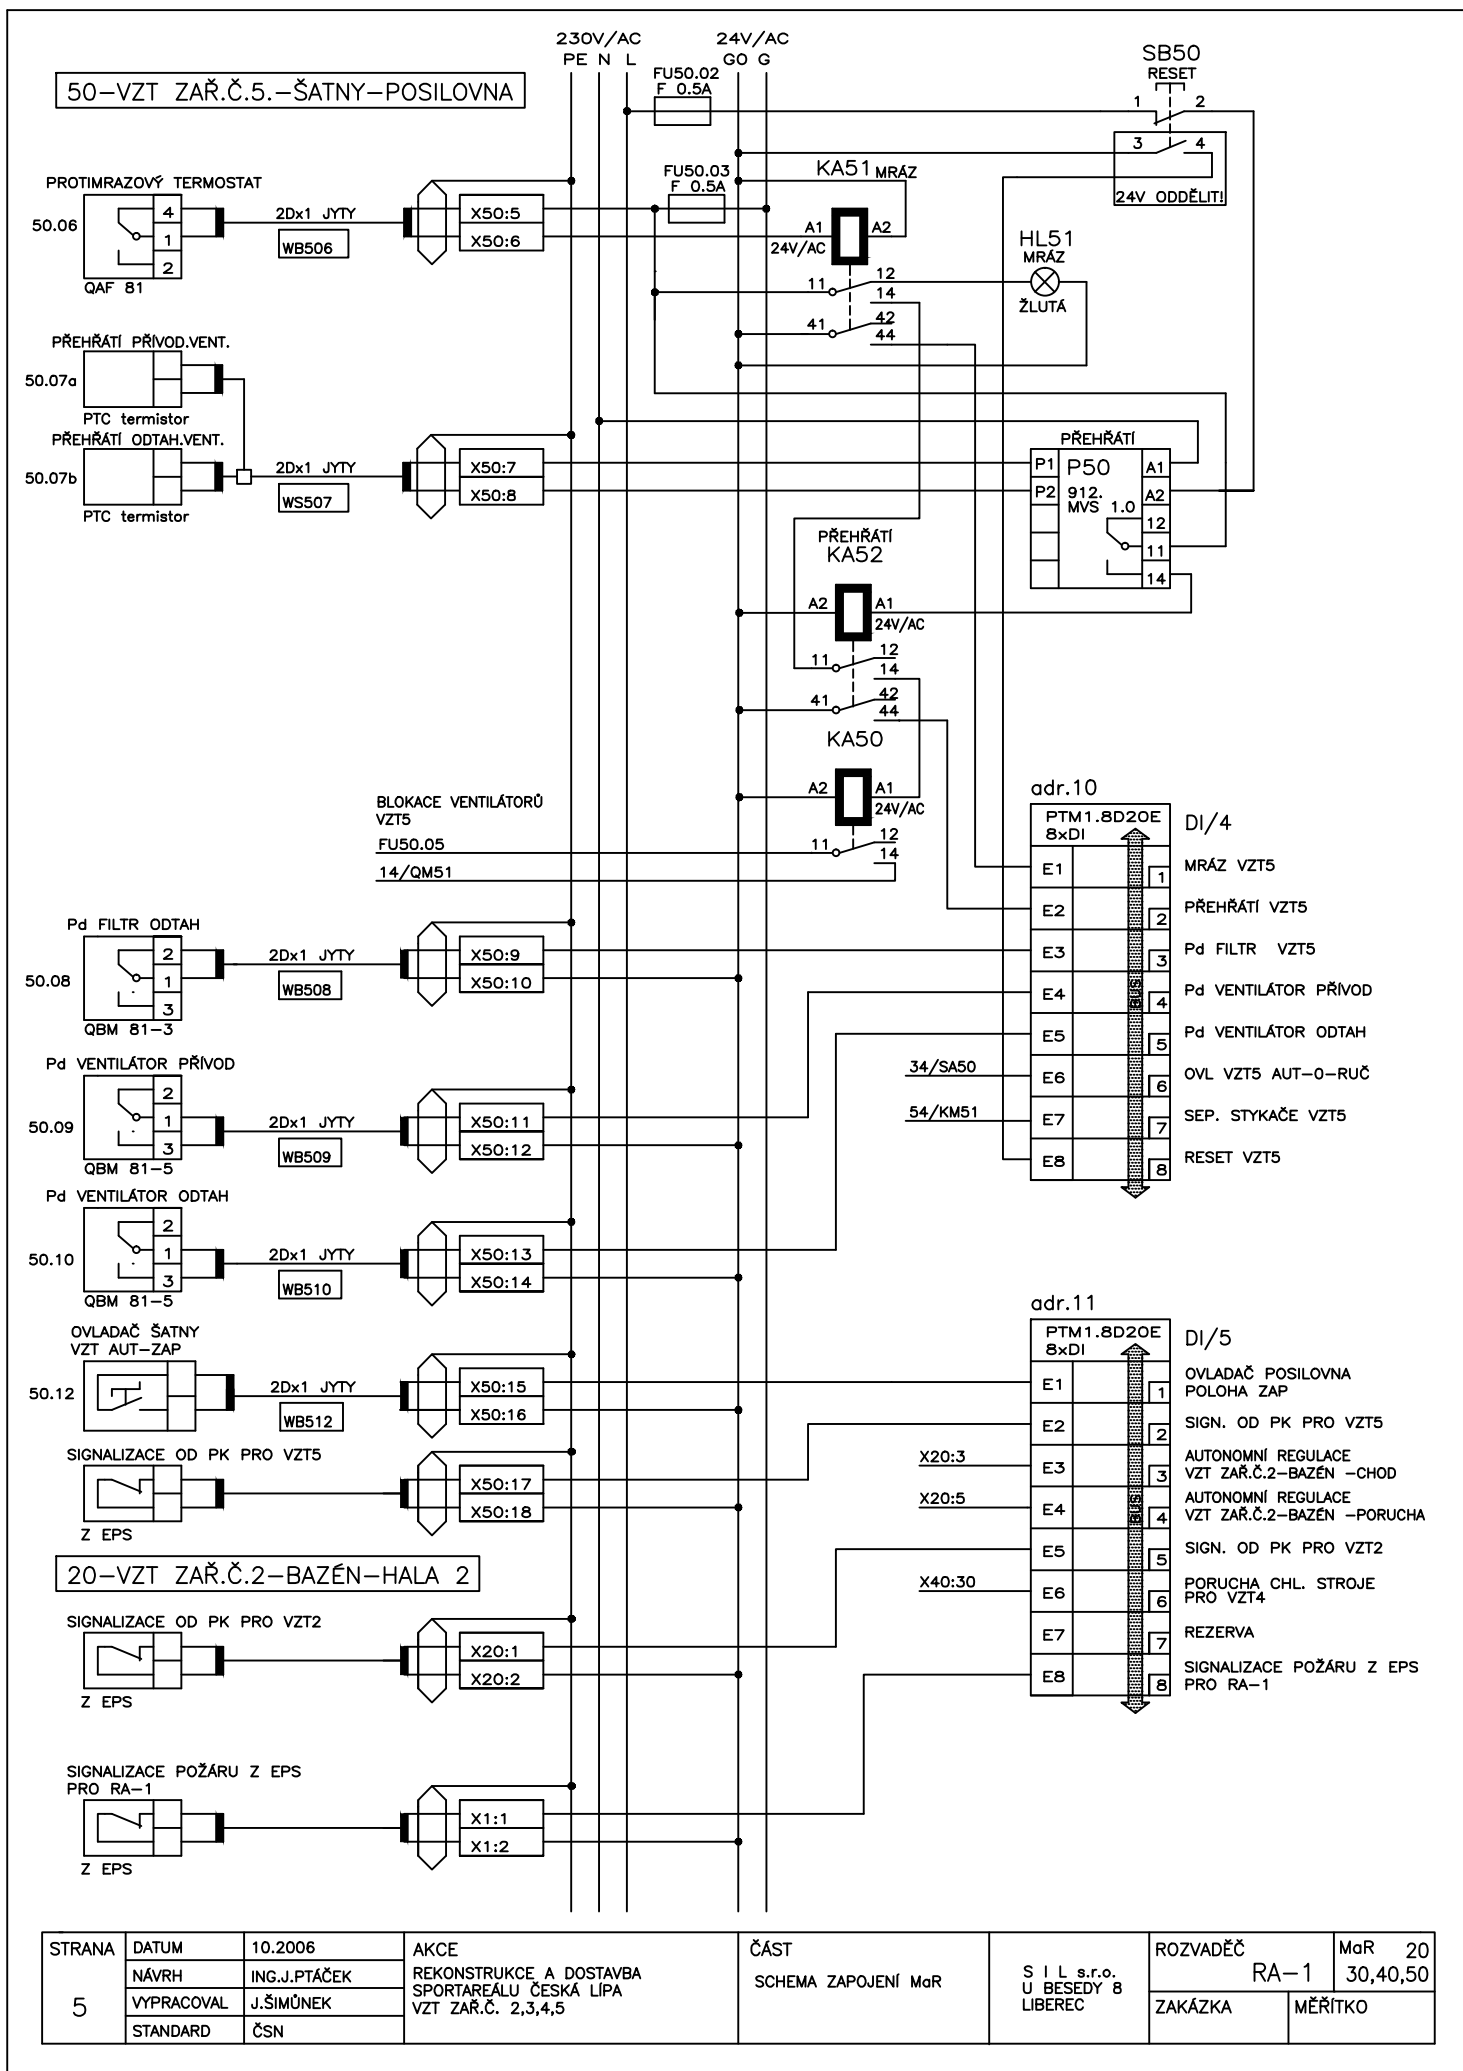 230V/AC
PE N L
24V/AC
G0 G
50-VZT ZAŘ.Č.5.-ŠATNY-POSILOVNA
FU50.02
F 0.5A
SB50
RESET
1 2
3 4
24V ODDĚLIT!
PROTIMRAZOVÝ TERMOSTAT
50.06
4
1
2
QAF 81
2Dx1 JYTY
WB506
X50:5
X50:6
FU50.03
F 0.5A
KA51 MRÁZ
A1 A2
24V/AC
11 12
14
41 42
44
HL51
MRÁZ
ŽLUTÁ
PŘEHŘÁTÍ PŘÍVOD.VENT.
50.07a
PTC termistor
PŘEHŘÁTÍ ODTAH.VENT.
50.07b
PTC termistor
2Dx1 JYTY
WS507
X50:7
X50:8
PŘEHŘÁTÍ
P1 P50 A1
P2 912. A2
MVS 1.0
12
11
14
PŘEHŘÁTÍ
KA52
A2 A1
24V/AC
11 12
14
41 42
44
KA50
A2 A1
24V/AC
11 12
14
BLOKACE VENTILÁTORŮ
VZT5
FU50.05
14/QM51
adr.10
PTM1.8D20E
8xDI
DI/4
BUS
E1 1 MRÁZ VZT5
E2 2 PŘEHŘÁTÍ VZT5
E3 3 Pd FILTR VZT5
E4 4 Pd VENTILÁTOR PŘÍVOD
E5 5 Pd VENTILÁTOR ODTAH
34/SA50 E6 6 OVL VZT5 AUT-0-RUČ
54/KM51 E7 7 SEP. STYKAČE VZT5
E8 8 RESET VZT5
Pd FILTR ODTAH
50.08
2
1
3
QBM 81-3
2Dx1 JYTY
WB508
X50:9
X50:10
Pd VENTILÁTOR PŘÍVOD
50.09
2
1
3
QBM 81-5
2Dx1 JYTY
WB509
X50:11
X50:12
Pd VENTILÁTOR ODTAH
50.10
2
1
3
QBM 81-5
2Dx1 JYTY
WB510
X50:13
X50:14
OVLADAČ ŠATNY
VZT AUT-ZAP
50.12
2Dx1 JYTY
WB512
X50:15
X50:16
SIGNALIZACE OD PK PRO VZT5
Z EPS
X50:17
X50:18
adr.11
PTM1.8D20E
8xDI
DI/5
BUS
E1 1 OVLADAČ POSILOVNA
POLOHA ZAP
E2 2 SIGN. OD PK PRO VZT5
X20:3 E3 3 AUTONOMNÍ REGULACE
VZT ZAŘ.Č.2-BAZÉN -CHOD
X20:5 E4 4 AUTONOMNÍ REGULACE
VZT ZAŘ.Č.2-BAZÉN -PORUCHA
E5 5 SIGN. OD PK PRO VZT2
X40:30 E6 6 PORUCHA CHL. STROJE
PRO VZT4
E7 7 REZERVA
E8 8 SIGNALIZACE POŽÁRU Z EPS
PRO RA-1
20-VZT ZAŘ.Č.2-BAZÉN-HALA 2
SIGNALIZACE OD PK PRO VZT2
Z EPS
X20:1
X20:2
SIGNALIZACE POŽÁRU Z EPS
PRO RA-1
Z EPS
X1:1
X1:2
STRANA
5
DATUM 10.2006
NÁVRH ING.J.PTÁČEK
VYPRACOVAL J.ŠIMŮNEK
STANDARD ČSN
AKCE
REKONSTRUKCE A DOSTAVBA
SPORTAREÁLU ČESKÁ LÍPA
VZT ZAŘ.Č. 2,3,4,5
ČÁST
SCHEMA ZAPOJENÍ MaR
S I L s.r.o.
U BESEDY 8
LIBEREC
ROZVADĚČ
RA-1
MaR 20
30,40,50
ZAKÁZKA
MĚŘÍTKO